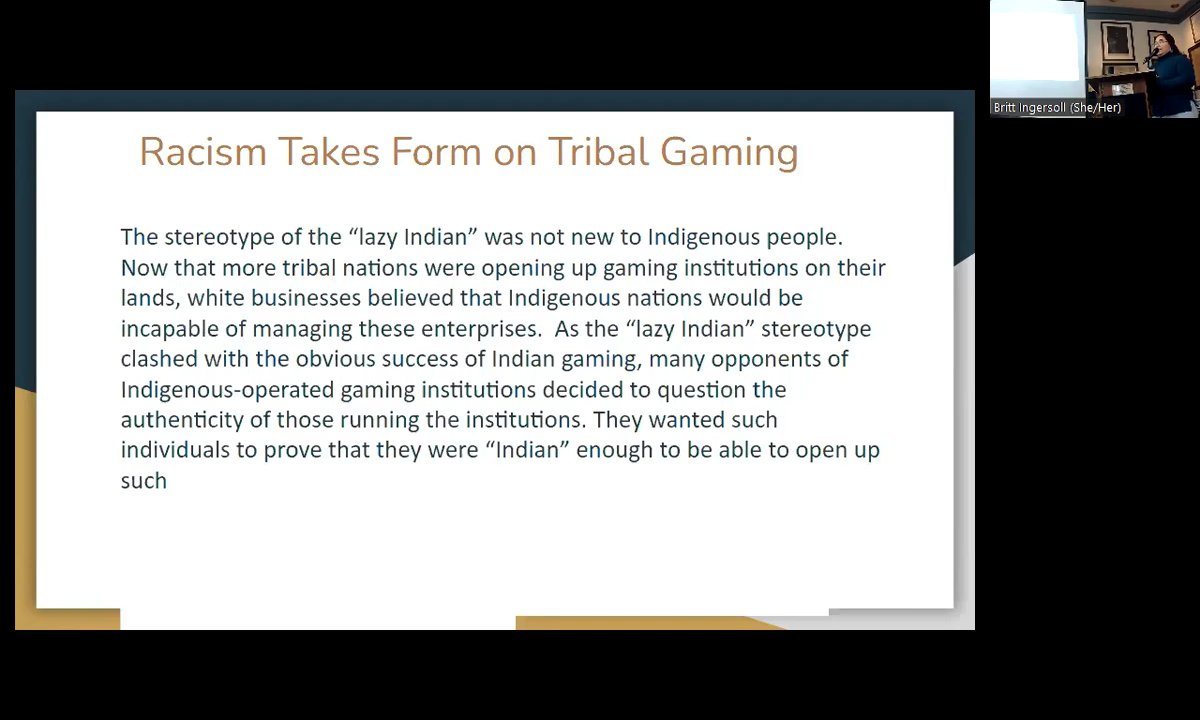 Racism Takes Form on Tribal Gaming
The stereotype of the “lazy Indian” was not new to Indigenous people.
Now that more tribal nations were opening up gaming institutions on their
lands, white businesses believed that Indigenous nations would be
incapable of managing these enterprises.  As the “lazy Indian” stereotype
clashed with the obvious success of Indian gaming, many opponents of
Indigenous-operated gaming institutions decided to question the
authenticity of those running the institutions. They wanted such
individuals to prove that they were “Indian” enough to be able to open up
such
Britt Ingersoll (She/Her)